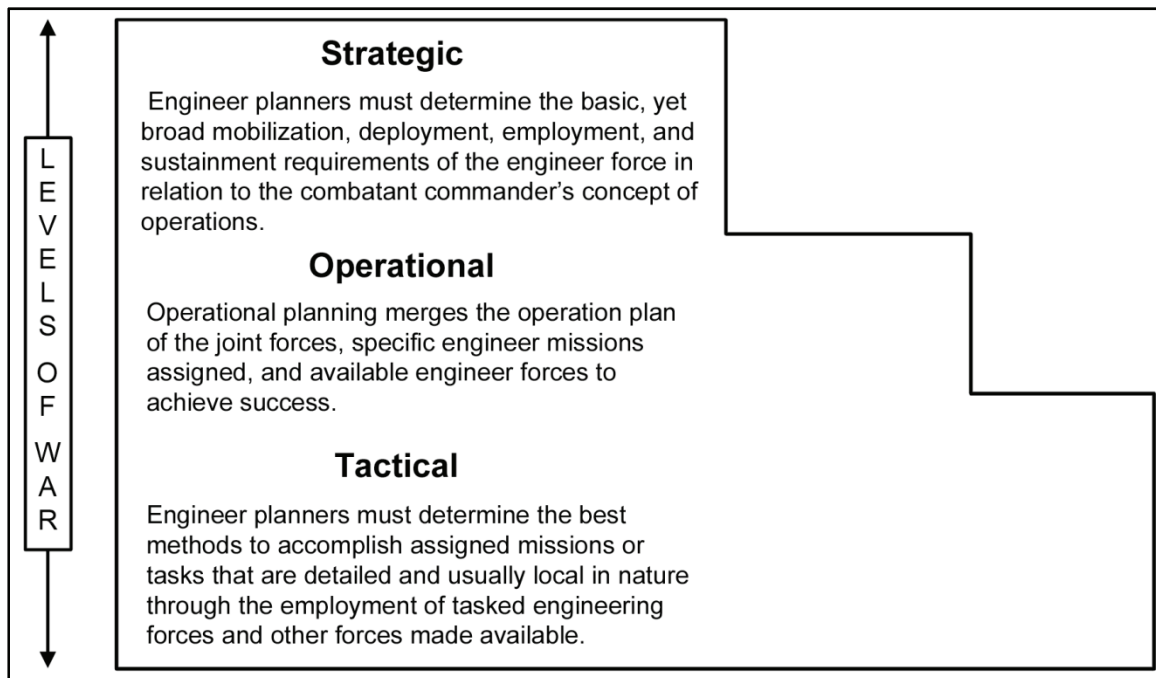 LEVELS OF WAR
Strategic
Engineer planners must determine the basic, yet
broad mobilization, deployment, employment, and
sustainment requirements of the engineer force in
relation to the combatant commander’s concept of
operations.
Operational
Operational planning merges the operation plan
of the joint forces, specific engineer missions
assigned, and available engineer forces to
achieve success.
Tactical
Engineer planners must determine the best
methods to accomplish assigned missions or
tasks that are detailed and usually local in nature
through the employment of tasked engineering
forces and other forces made available.